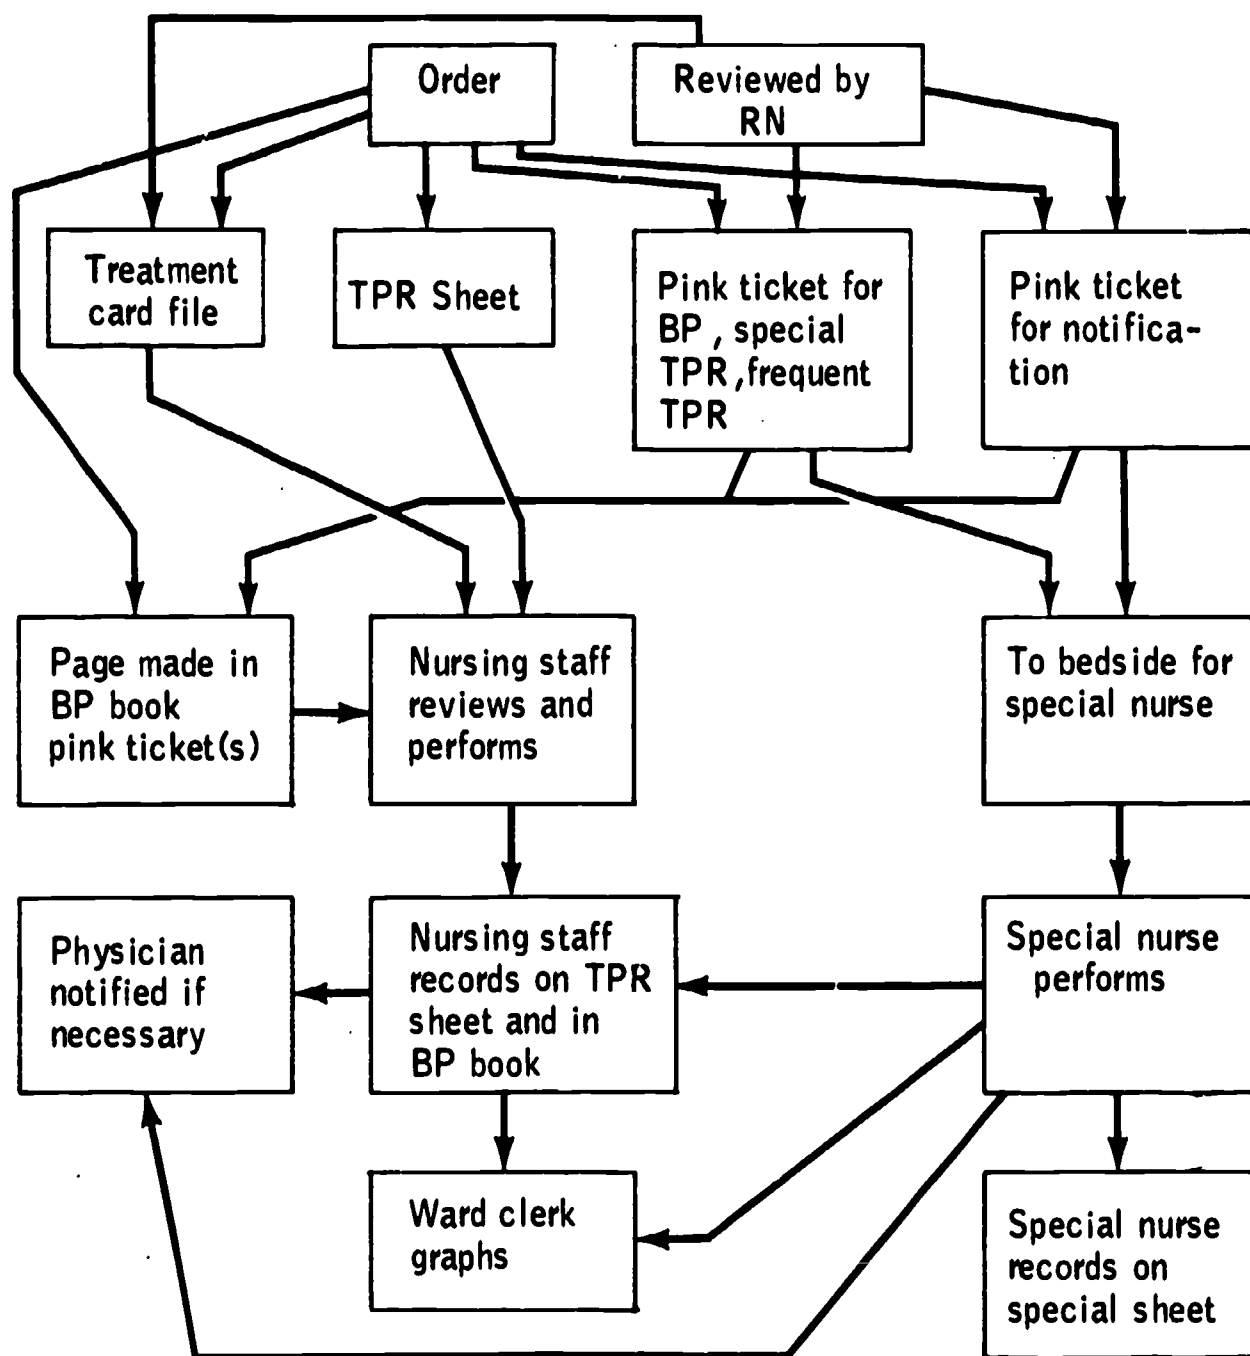 Order
Reviewed by
RN
Treatment
card file
TPR Sheet
Pink ticket for
BP, special
TPR, frequent
TPR
Pink ticket
for notifica-
tion
Page made in
BP book
pink ticket(s)
Nursing staff
reviews and
performs
To bedside for
special nurse
Physician
notified if
necessary
Nursing staff
records on TPR
sheet and in
BP book
Special nurse
performs
Ward clerk
graphs
Special nurse
records on
special sheet